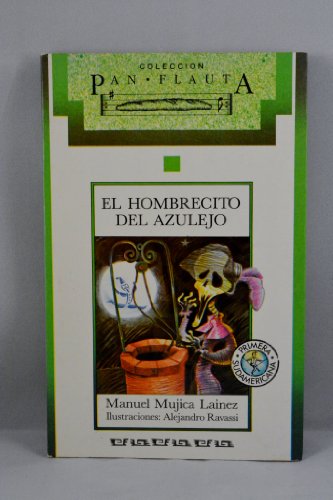 COLECCION
PAN·FLAUTA
EL HOMBRECITO
DEL AZULEJO
PRIMERA
SUDAMERICANA
Manuel Mujica Lainez
Ilustraciones: Alejandro Ravassi